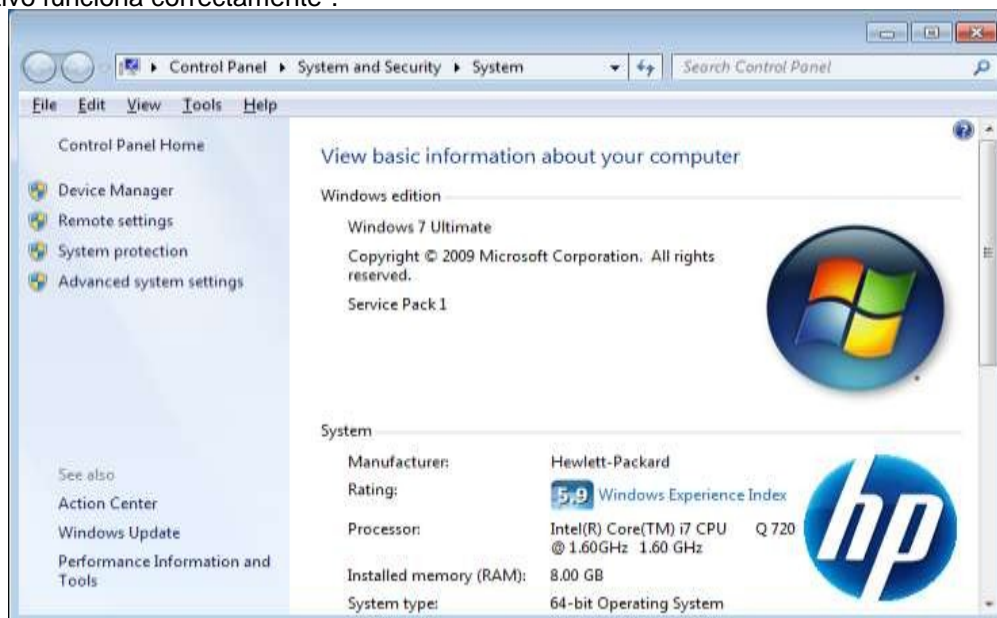 funciona correctamente".
Control Panel ▸ System and Security ▸ System
Search Control Panel
File Edit View Tools Help
Control Panel Home
Device Manager
Remote settings
System protection
Advanced system settings
See also
Action Center
Windows Update
Performance Information and
Tools
View basic information about your computer
Windows edition
Windows 7 Ultimate
Copyright © 2009 Microsoft Corporation. All rights
reserved.
Service Pack 1
System
Manufacturer: Hewlett-Packard
Rating: 5,9 Windows Experience Index
Processor: Intel(R) Core(TM) i7 CPU Q 720
@ 1.60GHz 1.60 GHz
Installed memory (RAM): 8.00 GB
System type: 64-bit Operating System
hp